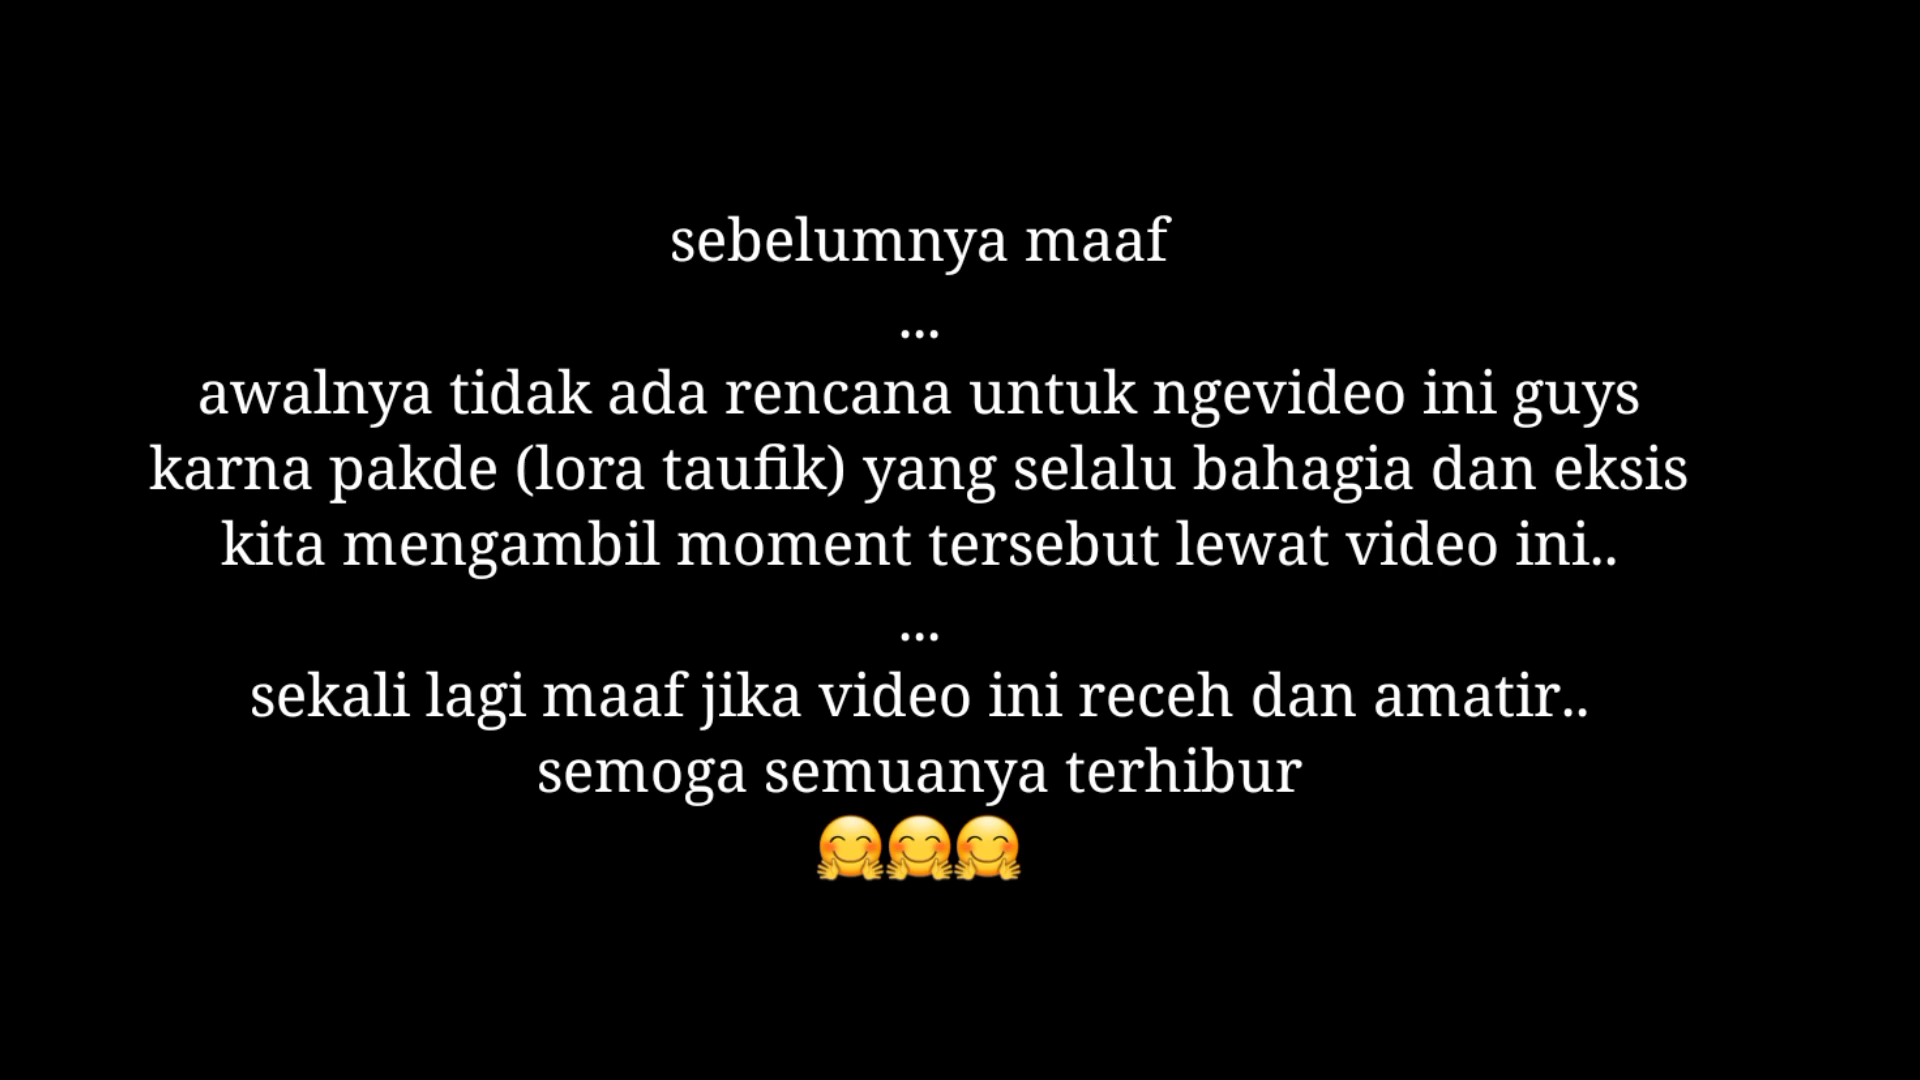 sebelumnya maaf
...
awalnya tidak ada rencana untuk ngevideo ini guys
karna pakde (lora taufik) yang selalu bahagia dan eksis
kita mengambil moment tersebut lewat video ini..
...
sekali lagi maaf jika video ini receh dan amatir..
semoga semuanya terhibur
🤗🤗🤗